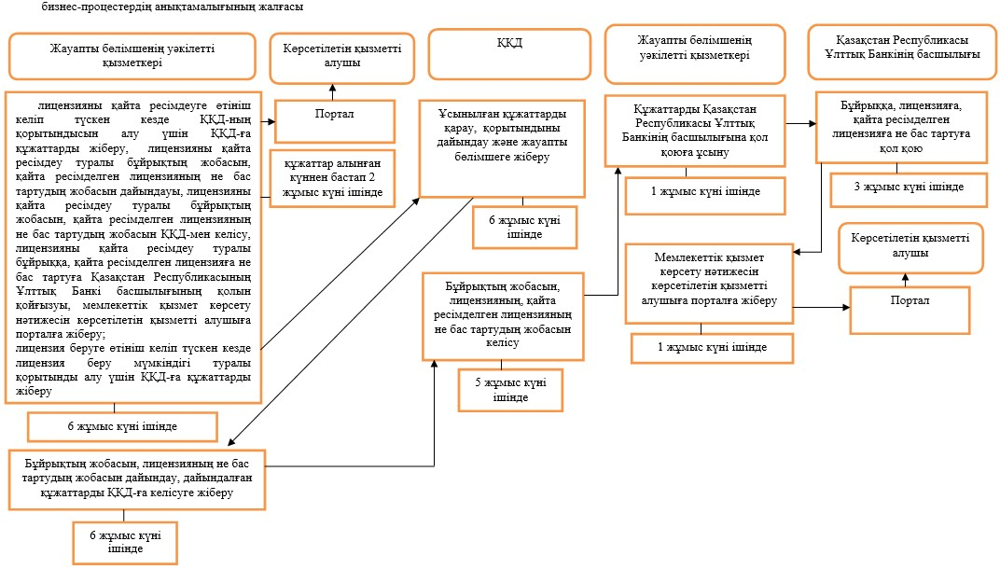 бизнес-процестердің анықтамалығының жалғасы
Жауапты бөлімшенің уәкілетті
қызметкері
Көрсетілетін қызметті
алушы
ҚҚД
Жауапты бөлімшенің
уәкілетті қызметкері
Қазақстан Республикасы
Ұлттық Банкінің басшылығы
лицензияны қайта ресімдеуге өтініш
келіп түскен кезде ҚҚД-ның
қорытындысын алу үшін ҚҚД-ға
құжаттарды жіберу, лицензияны қайта
ресімдеу туралы бұйрықтың жобасын,
қайта ресімделген лицензияның не бас
тартудың жобасын дайындауы, лицензияны
қайта ресімдеу туралы бұйрықтың
жобасын, қайта ресімделген лицензияның
не бас тартудың жобасын ҚҚД-мен келісу,
лицензияны қайта ресімдеу туралы
бұйрыққа, қайта ресімделген лицензияға не
бас тартуға Қазақстан Республикасының
Ұлттық Банкі басшылығының қолын
қойғызуы, мемлекеттік қызмет көрсету
нәтижесін көрсетілетін қызметті алушыға
порталға жіберу;
лицензия беруге өтініш келіп түскен кезде
лицензия беру мүмкіндігі туралы
қорытынды алу үшін ҚҚД-ға құжаттарды
жіберу
6 жұмыс күні ішінде
Портал
құжаттар алынған
күннен бастап 2
жұмыс күні ішінде
Ұсынылған құжаттарды
қарау, қорытындыны
дайындау және жауапты
бөлімшеге жіберу
6 жұмыс күні
ішінде
Құжаттарды Қазақстан
Республикасы Ұлттық
Банкінің басшылығына қол
қоюға ұсыну
1 жұмыс күні ішінде
Бұйрыққа, лицензияға,
қайта ресімделген
лицензияға не бас тартуға
қол қою
3 жұмыс күні ішінде
Көрсетілетін қызметті
алушы
Мемлекеттік қызмет
көрсету нәтижесін
көрсетілетін қызметті
алушыға порталға жіберу
1 жұмыс күні ішінде
Портал
Бұйрықтың жобасын,
лицензияның, қайта
ресімделген лицензияның
не бас тартудың жобасын
келісу
5 жұмыс күні
ішінде
Бұйрықтың жобасын, лицензияның не бас
тартудың жобасын дайындау, дайындалған
құжаттарды ҚҚД-ға келісуге жіберу
6 жұмыс күні
ішінде